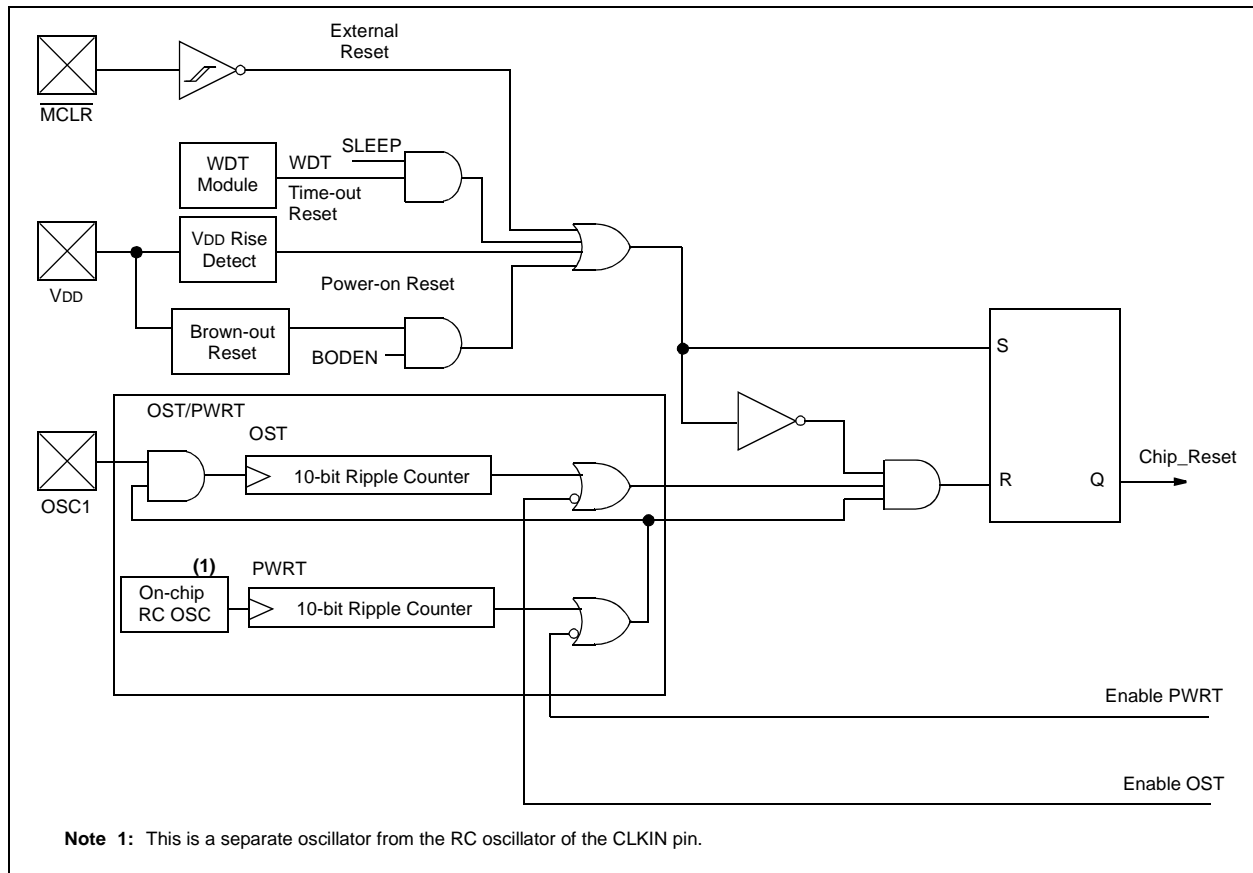 External
Reset
MCLR
SLEEP
WDT
Module
WDT
Time-out
Reset
VDD Rise
Detect
VDD
Power-on Reset
Brown-out
Reset
BODEN
S
OST/PWRT
OST
OSC1
10-bit Ripple Counter
Chip_Reset
R
Q
(1)
PWRT
On-chip
RC OSC
10-bit Ripple Counter
Enable PWRT
Enable OST
Note 1: This is a separate oscillator from the RC oscillator of the CLKIN pin.